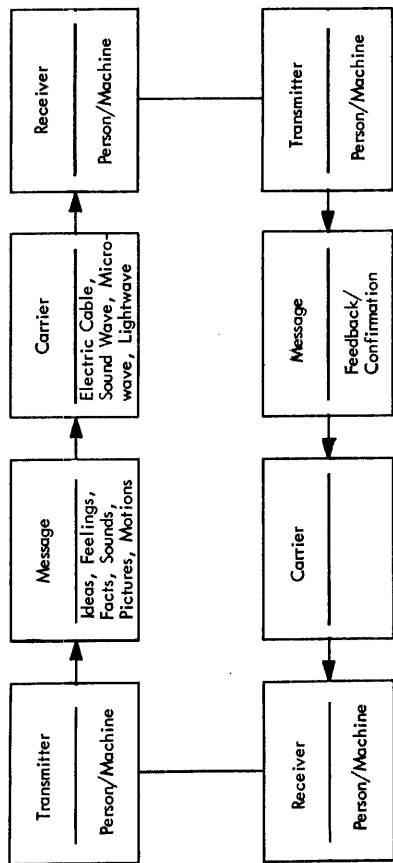 Transmitter
Person/Machine
Message
Ideas, Feelings,
Facts, Sounds,
Pictures, Motions
Carrier
Electric Cable,
Sound Wave, Micro-
wave, Lightwave
Receiver
Person/Machine
Transmitter
Person/Machine
Message
Feedback/
Confirmation
Carrier
Receiver
Person/Machine